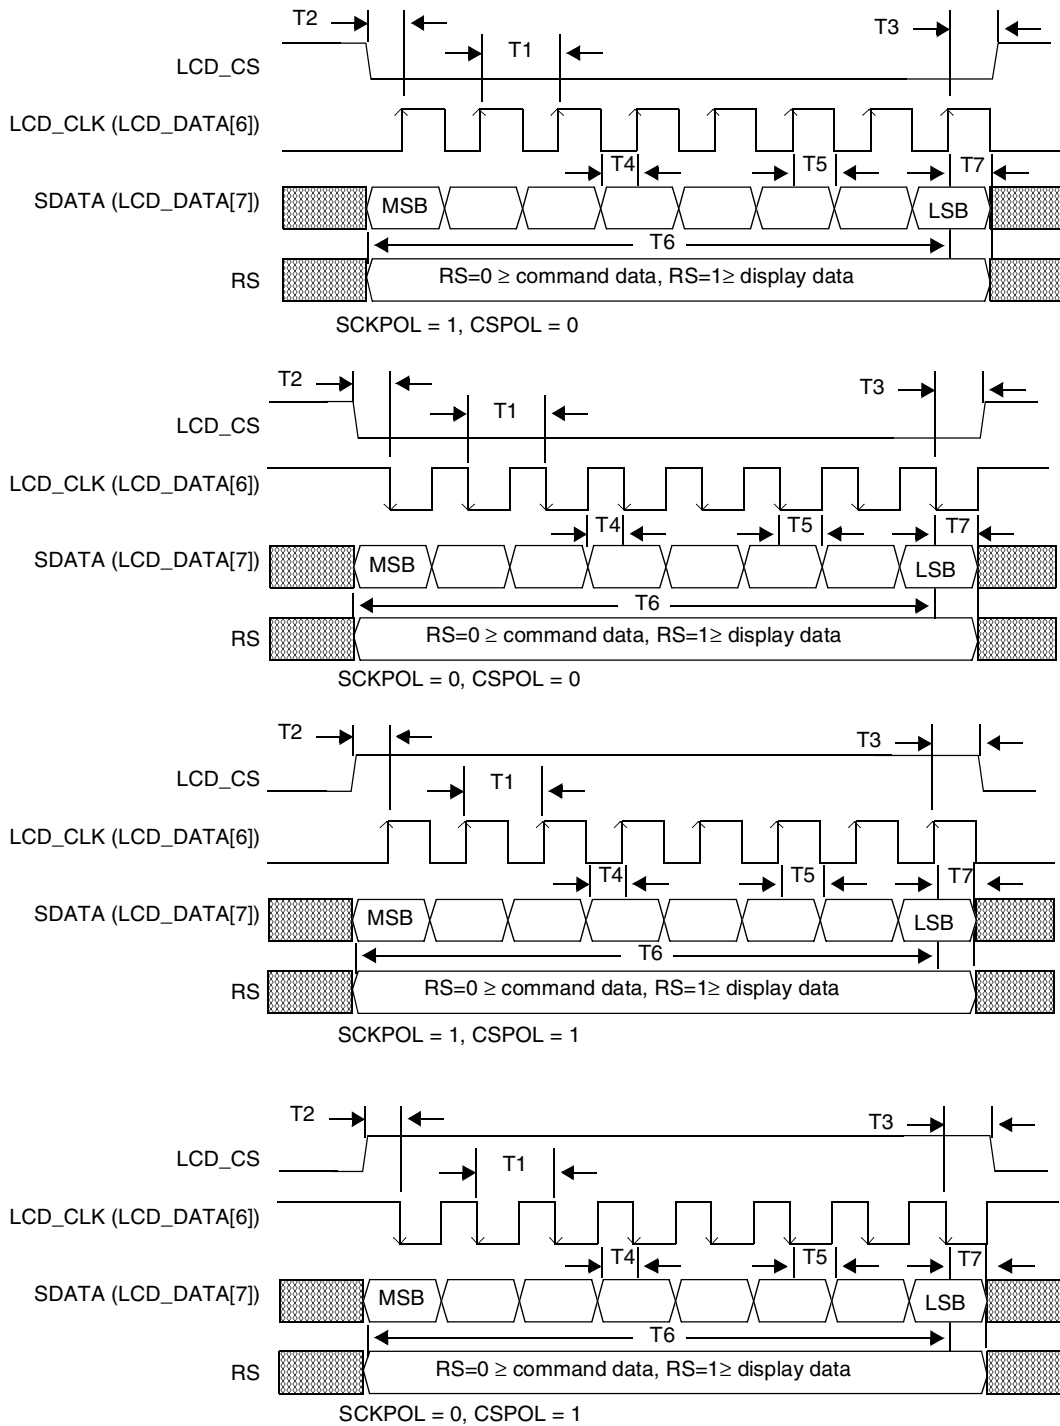 T2
T1
T3
LCD_CS
LCD_CLK (LCD_DATA[6])
T4
T5
T7
SDATA (LCD_DATA[7])
MSB
LSB
T6
RS
RS=0 ≥ command data, RS=1≥ display data
SCKPOL = 1, CSPOL = 0
T2
T3
T1
LCD_CS
LCD_CLK (LCD_DATA[6])
T4
T5
T7
SDATA (LCD_DATA[7])
MSB
LSB
T6
RS
RS=0 ≥ command data, RS=1≥ display data
SCKPOL = 0, CSPOL = 0
T2
T3
T1
LCD_CS
LCD_CLK (LCD_DATA[6])
T4
T5
T7
SDATA (LCD_DATA[7])
MSB
LSB
T6
RS
RS=0 ≥ command data, RS=1≥ display data
SCKPOL = 1, CSPOL = 1
T2
T3
T1
LCD_CS
LCD_CLK (LCD_DATA[6])
T4
T5
T7
SDATA (LCD_DATA[7])
MSB
LSB
T6
RS
RS=0 ≥ command data, RS=1≥ display data
SCKPOL = 0, CSPOL = 1